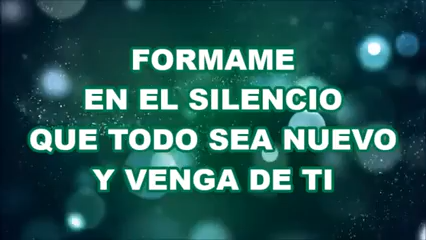 FORMAME
EN EL SILENCIO
QUE TODO SEA NUEVO
Y VENGA DE TI